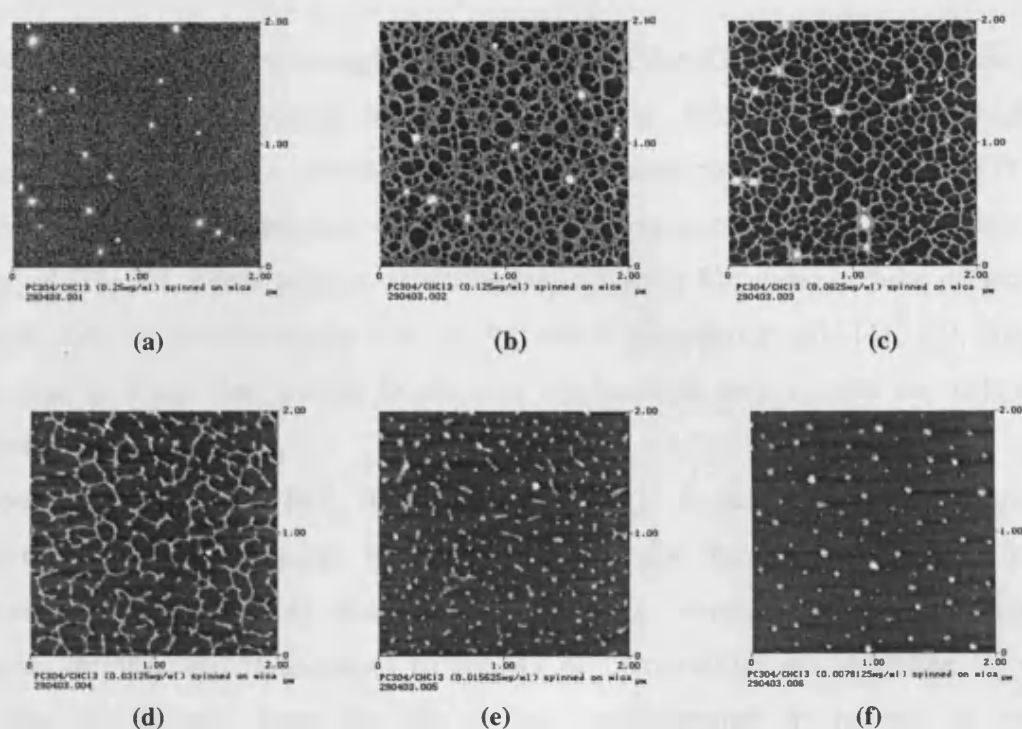 2.00
1.00
0
0 1.00 2.00
μm
PC304/CHCl3 (0.25mg/ml) spinned on mica
290403.001
(a)
2.00
1.00
0
0 1.00 2.00
μm
PC304/CHCl3 (0.125mg/ml) spinned on mica
290403.002
(b)
2.00
1.00
0
0 1.00 2.00
μm
PC304/CHCl3 (0.0625mg/ml) spinned on mica
290403.003
(c)
2.00
1.00
0
0 1.00 2.00
μm
PC304/CHCl3 (0.03125mg/ml) spinned on mica
290403.004
(d)
2.00
1.00
0
0 1.00 2.00
μm
PC304/CHCl3 (0.015625mg/ml) spinned on mica
290403.005
(e)
2.00
1.00
0
0 1.00 2.00
μm
PC304/CHCl3 (0.0078125mg/ml) spinned on mica
290403.006
(f)